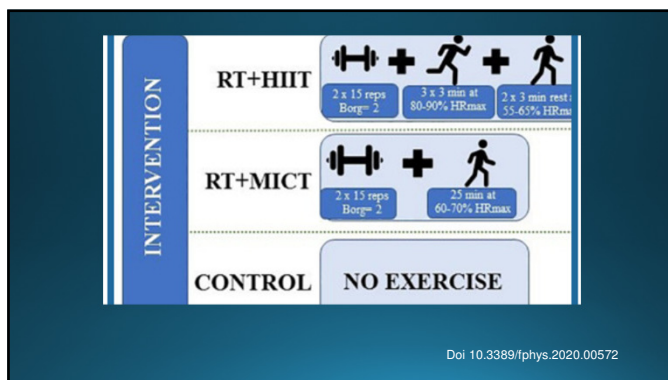 INTERVENTION
RT+HIIT
2 x 15 reps
Borg= 2
3 x 3 min at
80-90% HRmax
2 x 3 min rest
55-65% HRm
RT+MICT
2 x 15 reps
Borg= 2
25 min at
60-70% HRmax
CONTROL
NO EXERCISE
Doi 10.3389/fphys.2020.00572